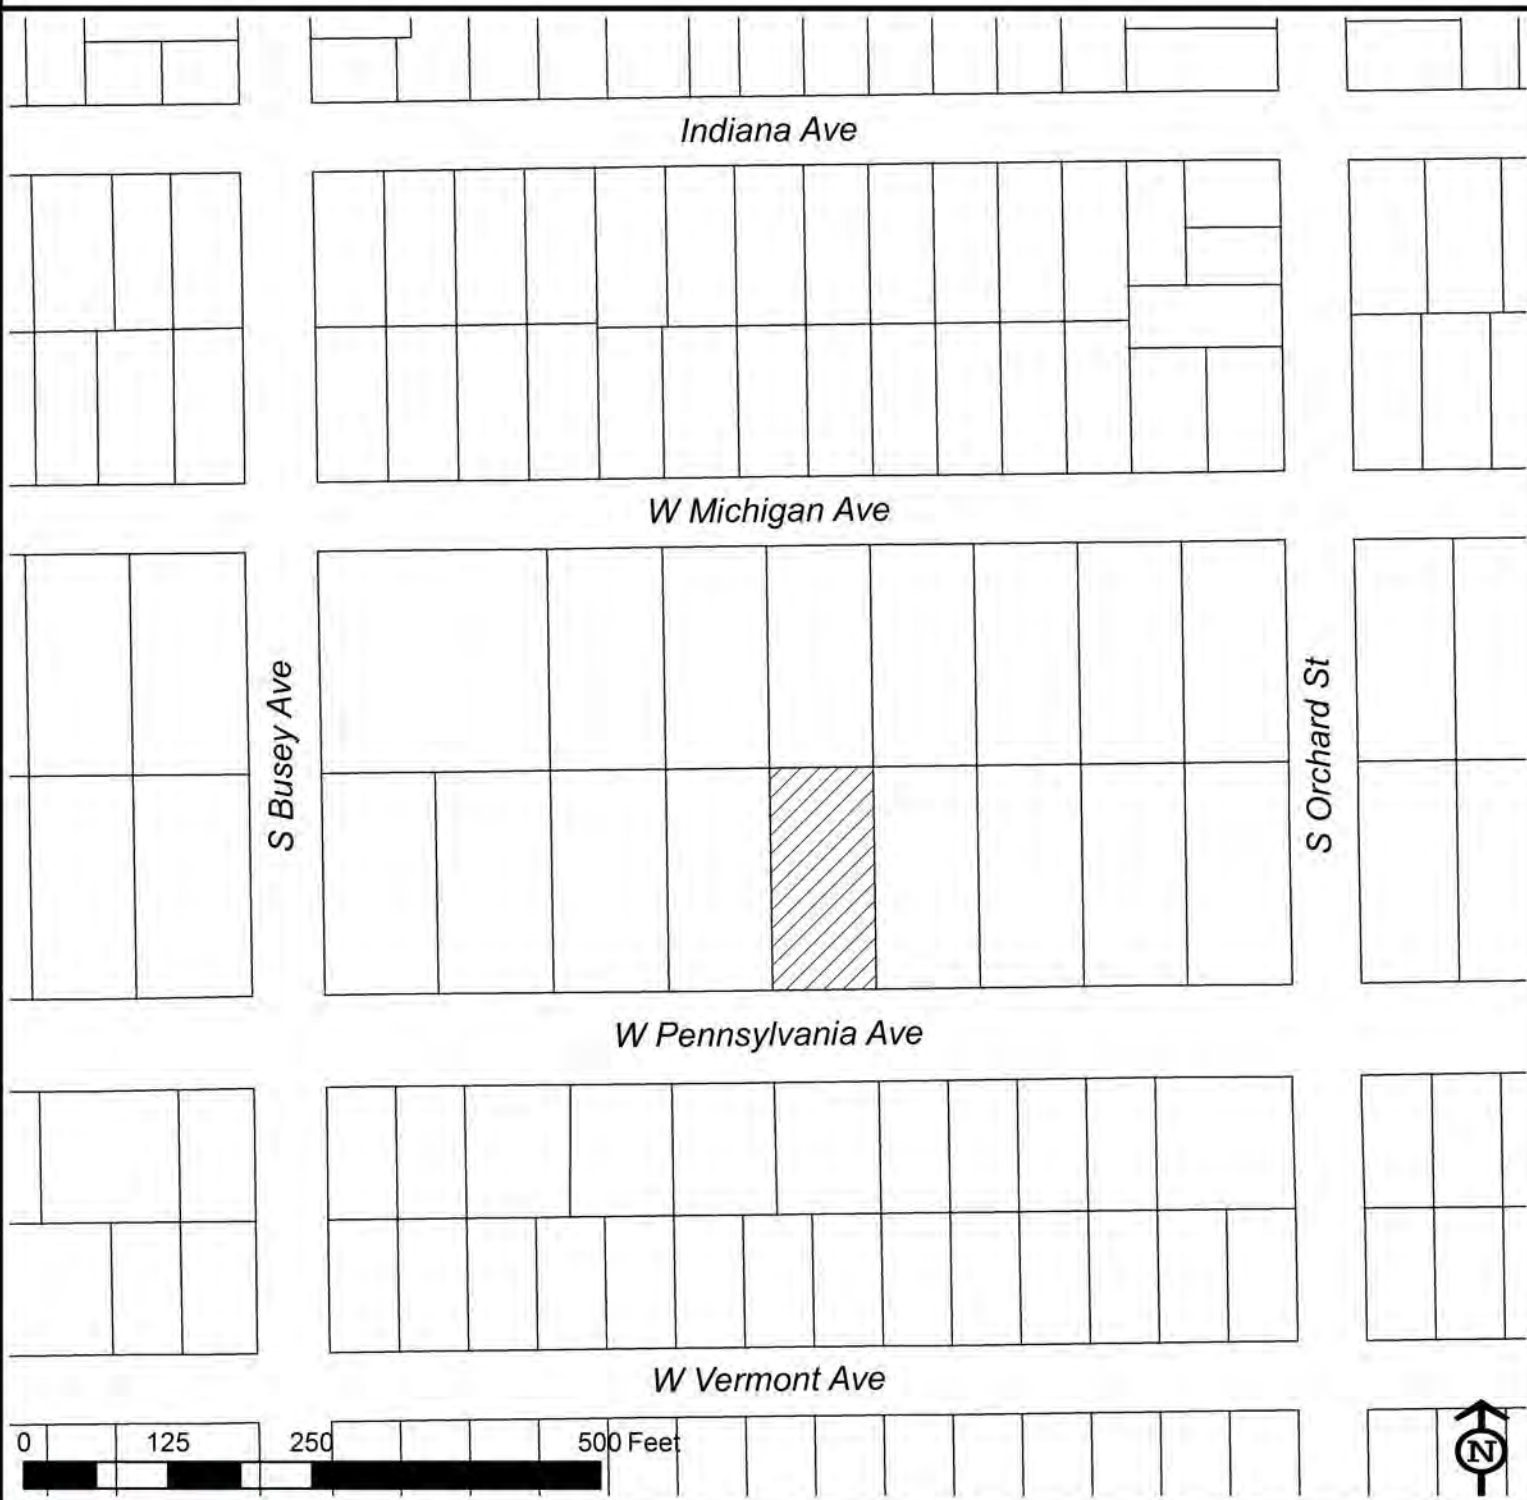 Indiana Ave
W Michigan Ave
S Busey Ave
S Orchard St
W Pennsylvania Ave
W Vermont Ave
0 125 250 500 Feet
N